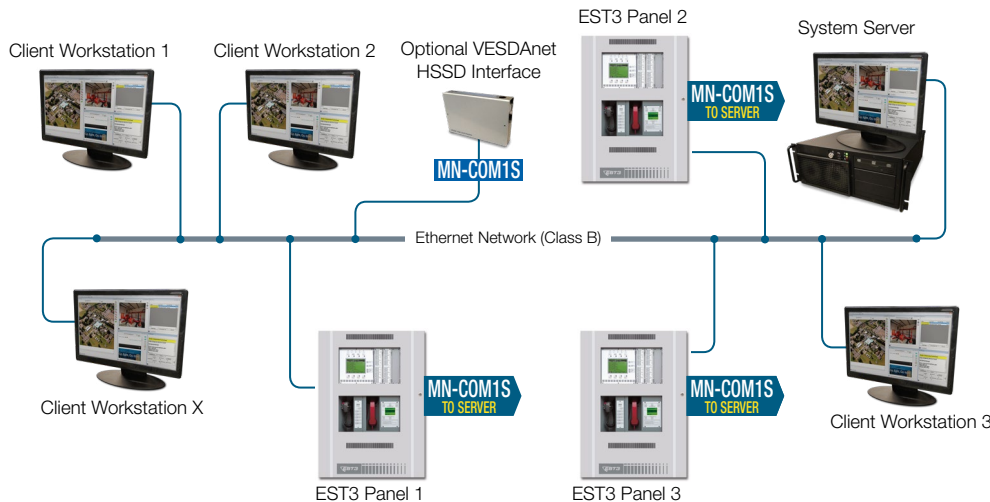 Client Workstation 1
Client Workstation 2
Optional VESDAnet
HSSD Interface
EST3 Panel 2
System Server
MN-COM1S
TO SERVER
MN-COM1S
Ethernet Network (Class B)
Client Workstation X
MN-COM1S
TO SERVER
MN-COM1S
TO SERVER
Client Workstation 3
EST3 Panel 1
EST3 Panel 3